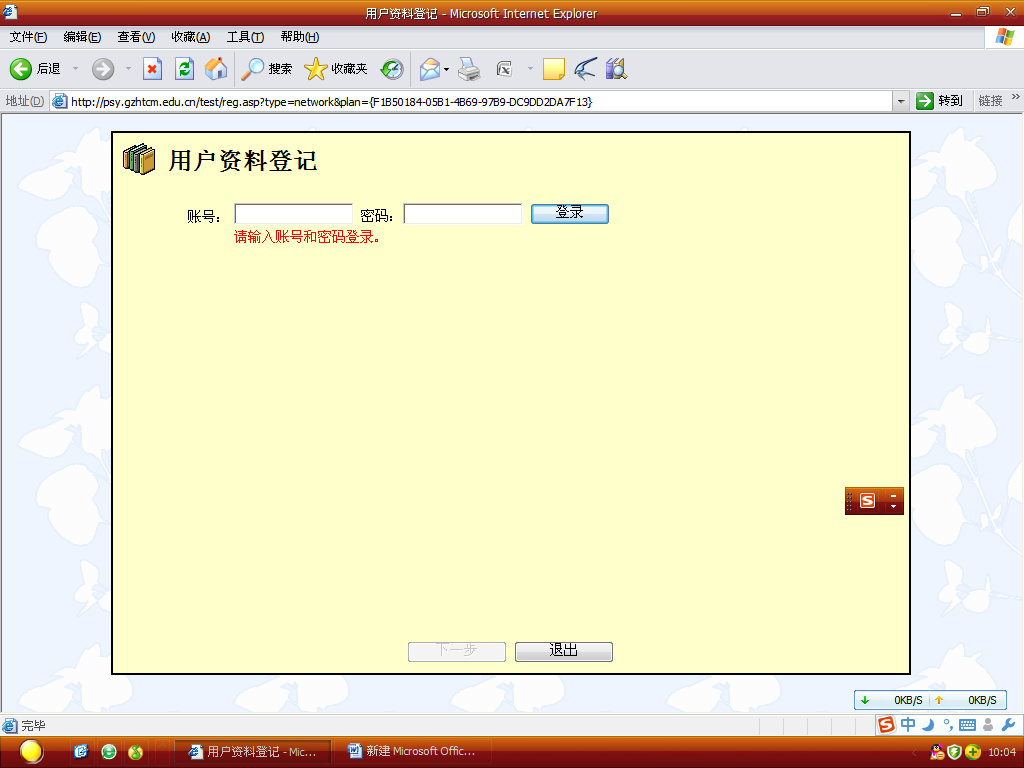 用户资料登记 - Microsoft Internet Explorer
文件(F) 编辑(E) 查看(V) 收藏(A) 工具(T) 帮助(H)
后退 搜索 收藏夹
地址(D) http://psy.gzhtcm.edu.cn/test/reg.asp?type=network&plan={F1B50184-05B1-4B69-97B9-DC9DD2DA7F13} 转到 链接 »
用户资料登记
账号： 密码： 登录
请输入账号和密码登录。
S
下一步 退出
0KB/S 0KB/S
完毕 S 中
用户资料登记 - Mic... 新建 Microsoft Offic... 10:04